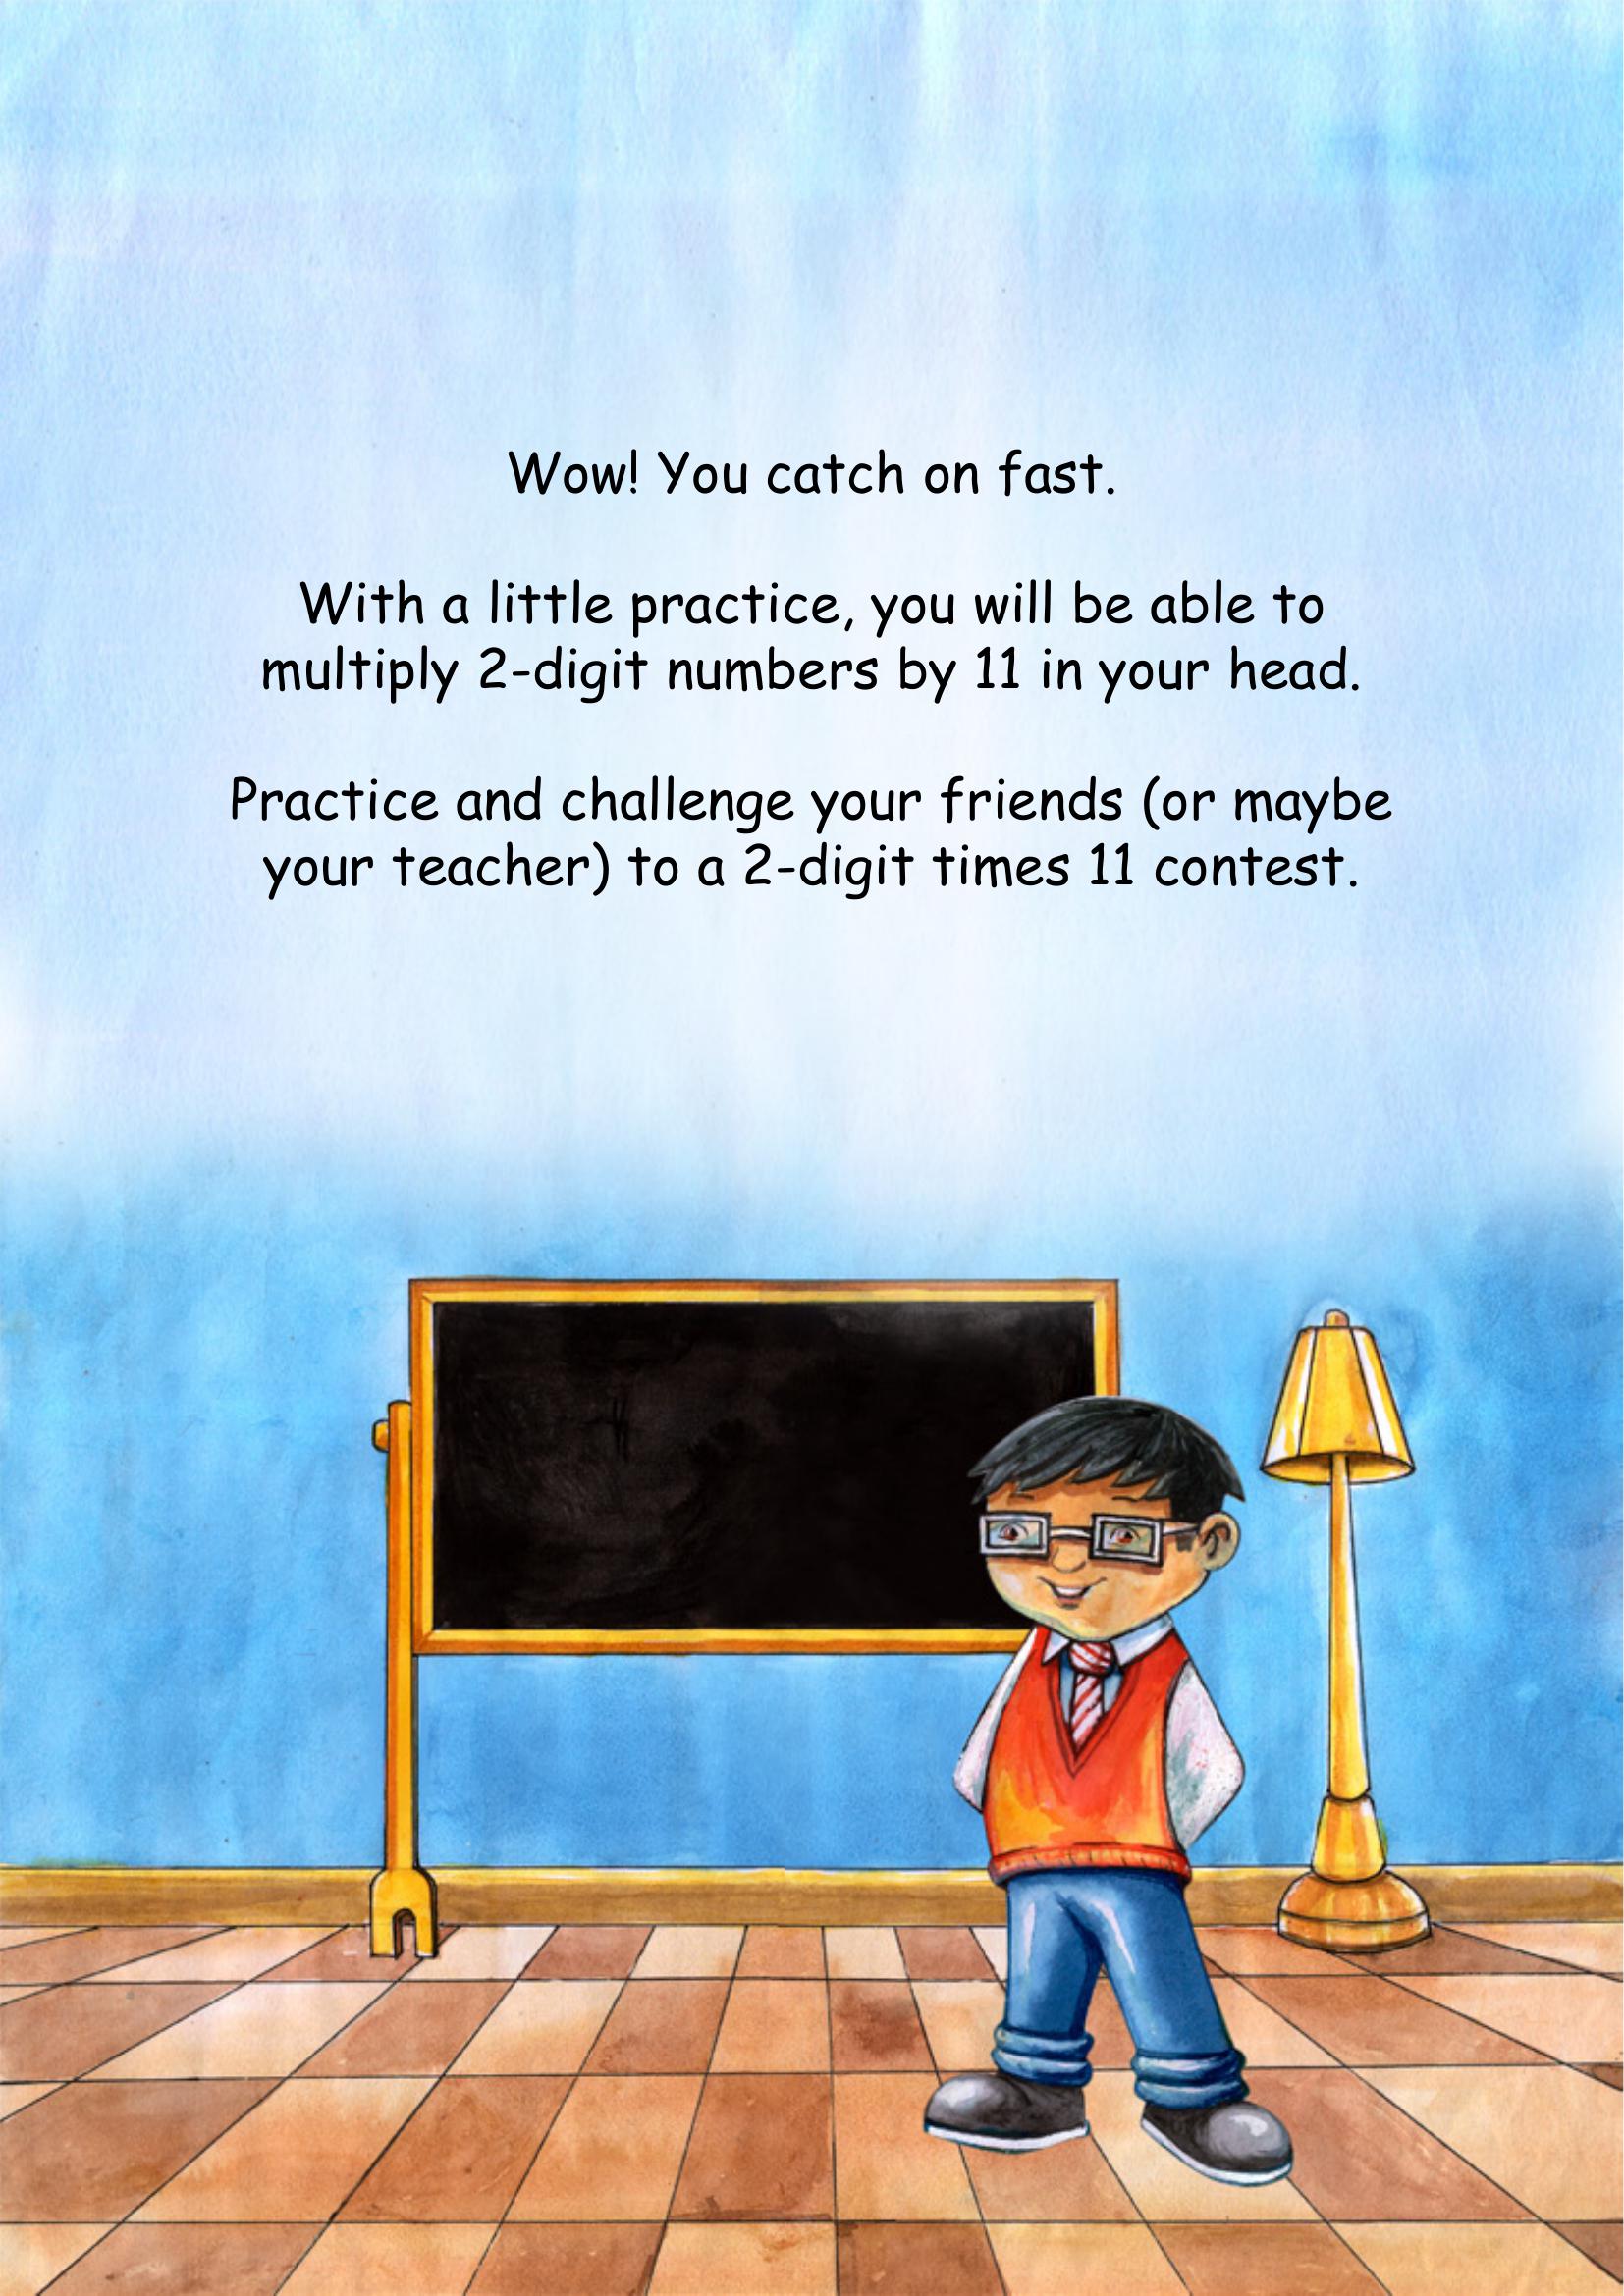 Wow! You catch on fast.
With a little practice, you will be able to
multiply 2-digit numbers by 11 in your head.
Practice and challenge your friends (or maybe
your teacher) to a 2-digit times 11 contest.